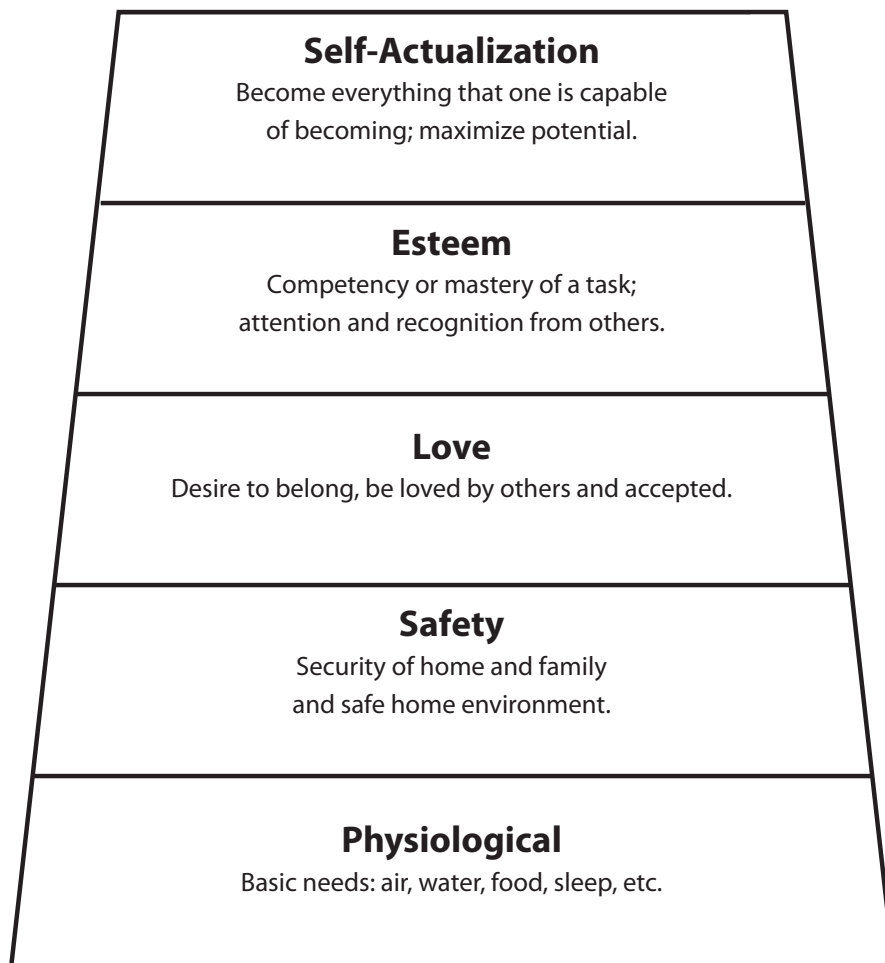 Self-Actualization
Become everything that one is capable
of becoming; maximize potential.
Esteem
Competency or mastery of a task;
attention and recognition from others.
Love
Desire to belong, be loved by others and accepted.
Safety
Security of home and family
and safe home environment.
Physiological
Basic needs: air, water, food, sleep, etc.